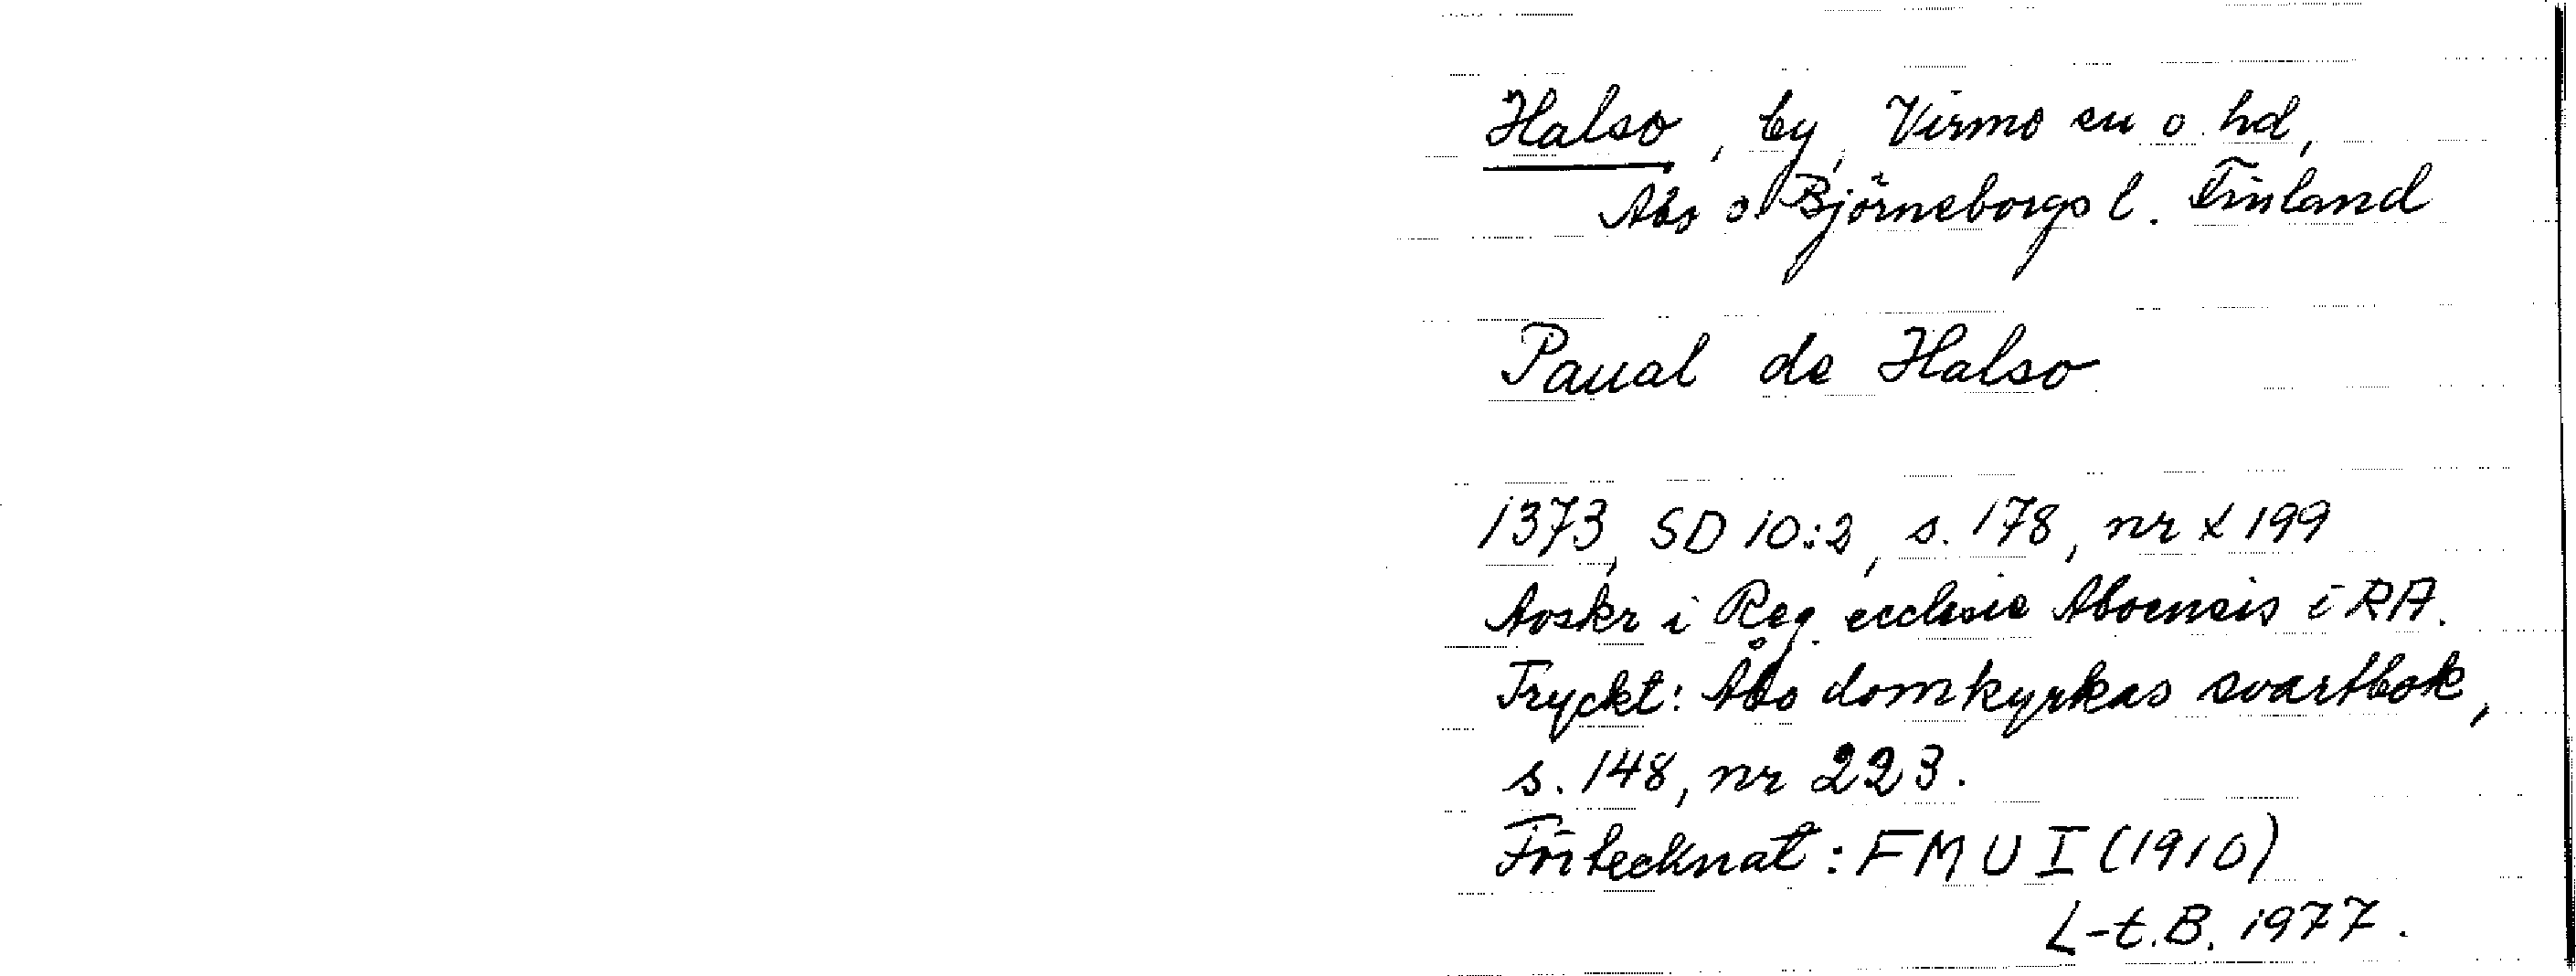 Halso, by, Virmo sn o. hd,
Åbo o. Björneborgs l. Finland
Paual de Halso
1373, SD 10:2, s. 178, nr x 199
Avskr i Reg. ecclesie Aboensis i RA.
Tryckt: Åbo domkyrkas svartbok,
s. 148, nr 223.
Förtecknat: FMU I (1910)
L-t. B. 1977.